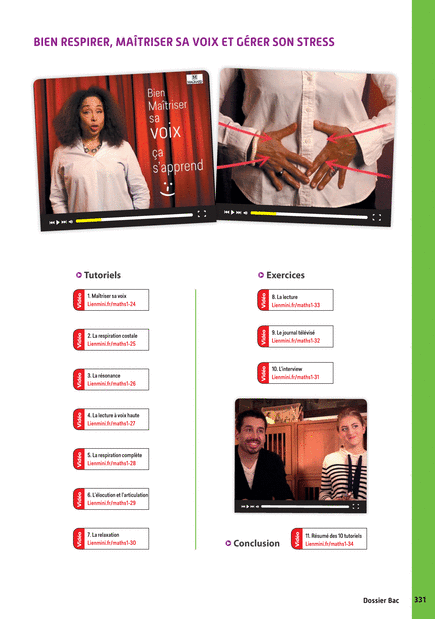 BIEN RESPIRER, MAÎTRISER SA VOIX ET GÉRER SON STRESS
Bien
Maîtriser
sa
voix
ça
s'apprend
Tutoriels
Vidéo
1. Maîtriser sa voix
Lienmini.fr/maths1-24
Vidéo
2. La respiration costale
Lienmini.fr/maths1-25
Vidéo
3. La résonance
Lienmini.fr/maths1-26
Vidéo
4. La lecture à voix haute
Lienmini.fr/maths1-27
Vidéo
5. La respiration complète
Lienmini.fr/maths1-28
Vidéo
6. L'élocution et l'articulation
Lienmini.fr/maths1-29
Vidéo
7. La relaxation
Lienmini.fr/maths1-30
Exercices
Vidéo
8. La lecture
Lienmini.fr/maths1-33
Vidéo
9. Le journal télévisé
Lienmini.fr/maths1-32
Vidéo
10. L'interview
Lienmini.fr/maths1-31
Conclusion
Vidéo
11. Résumé des 10 tutoriels
Lienmini.fr/maths1-34
Dossier Bac 331